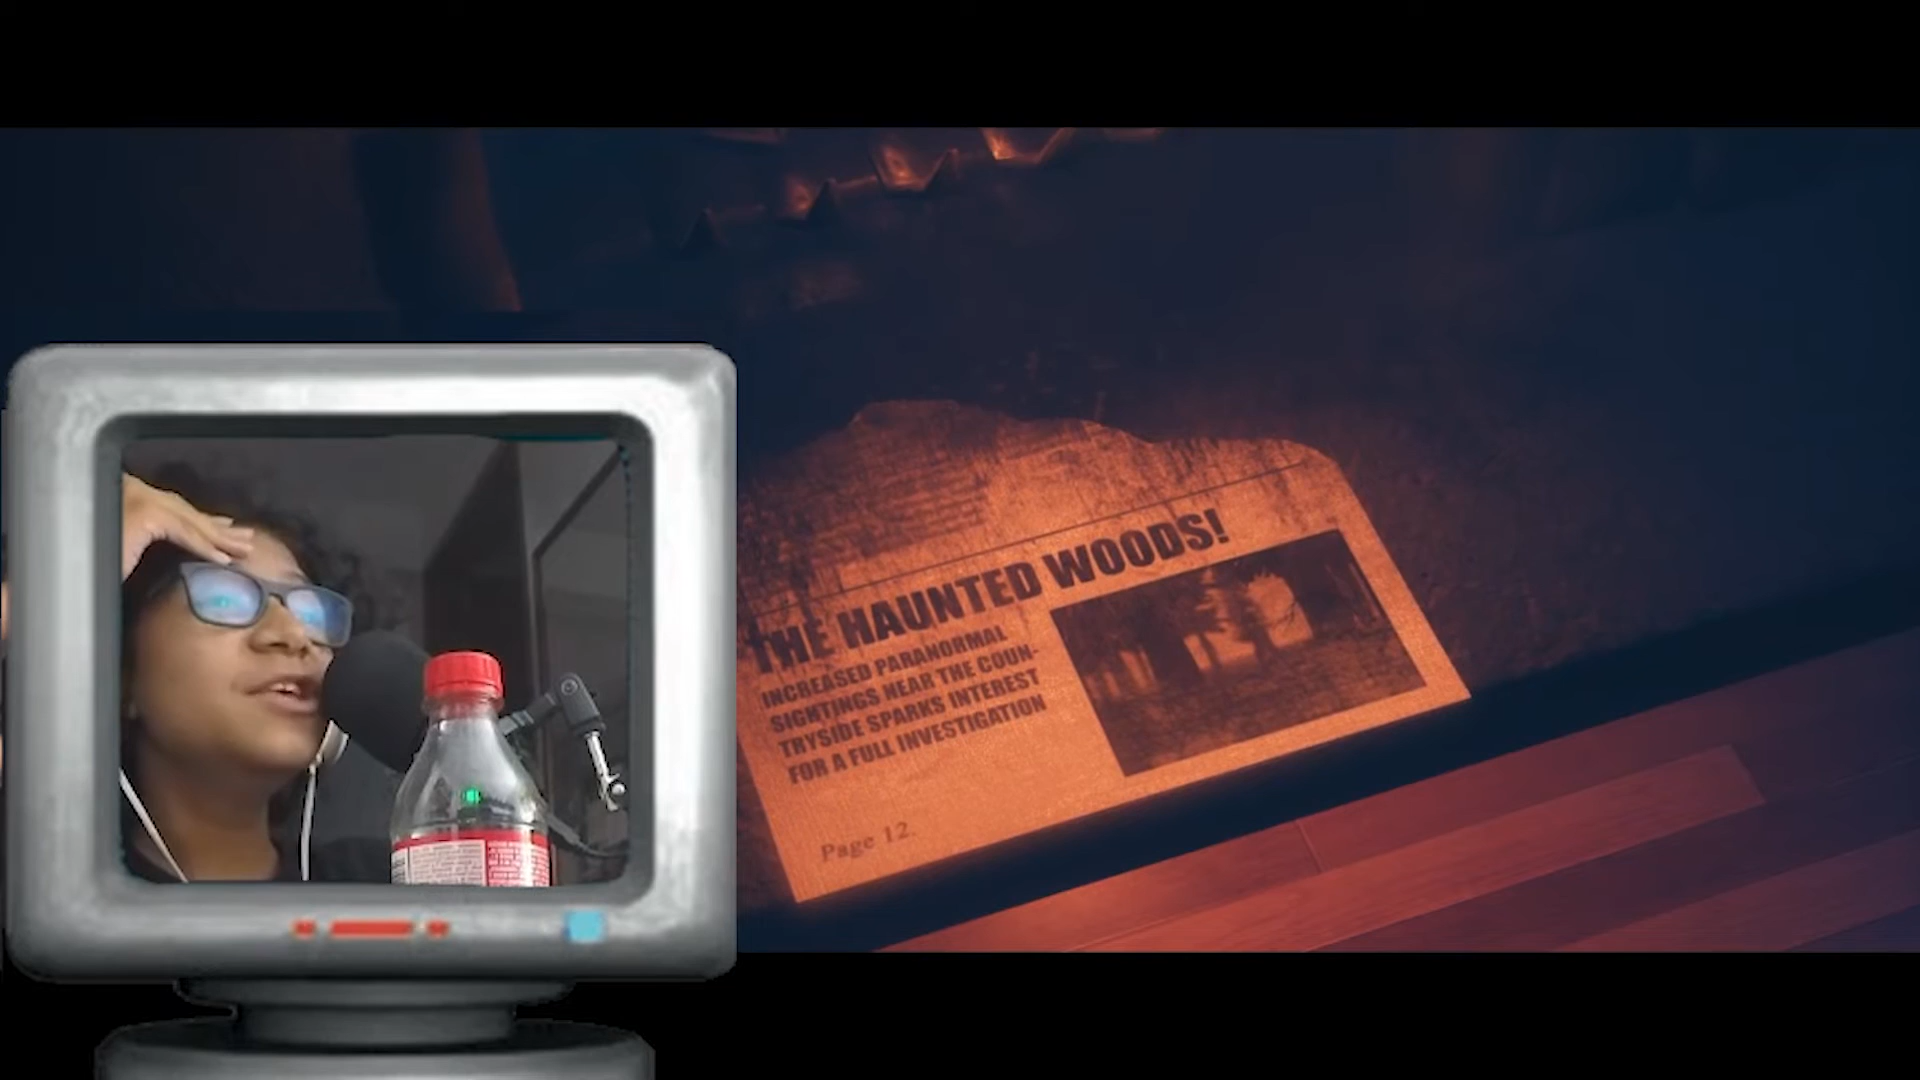 THE HAUNTED WOODS!
INCREASED PARANORMAL
SIGHTINGS NEAR THE COUN-
TRYSIDE SPARKS INTEREST
FOR A FULL INVESTIGATION
Page 12.